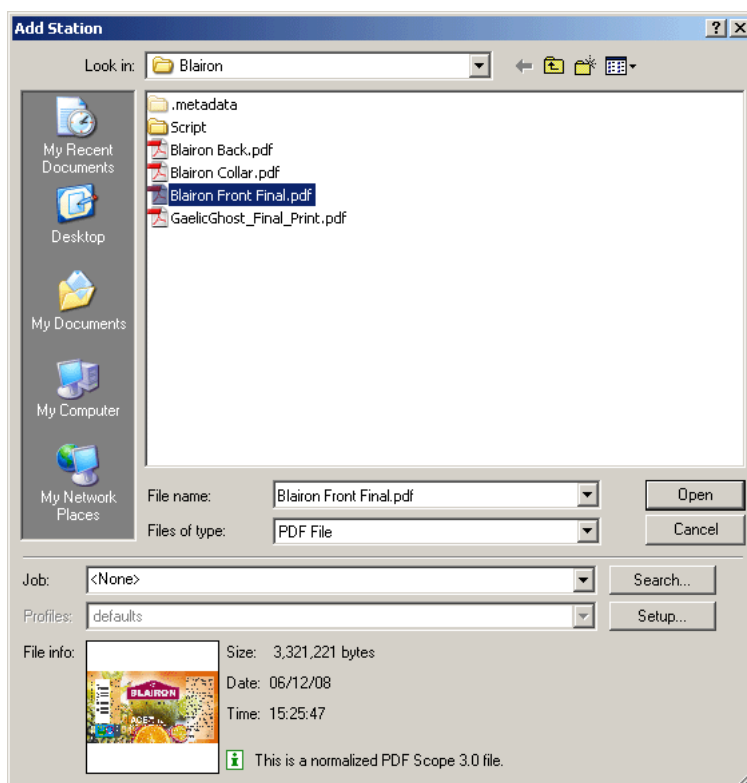 Add Station
Look in: Blairon
.metadata
Script
Blairon Back.pdf
Blairon Collar.pdf
Blairon Front Final.pdf
GaelicGhost_Final_Print.pdf
My Recent
Documents
Desktop
My Documents
My Computer
My Network
Places
File name: Blairon Front Final.pdf Open
Files of type: PDF File Cancel
Job: <None> Search...
Profiles: defaults Setup...
File info: Size: 3,321,221 bytes
BLAIRON
Date: 06/12/08
Time: 15:25:47
This is a normalized PDF Scope 3.0 file.